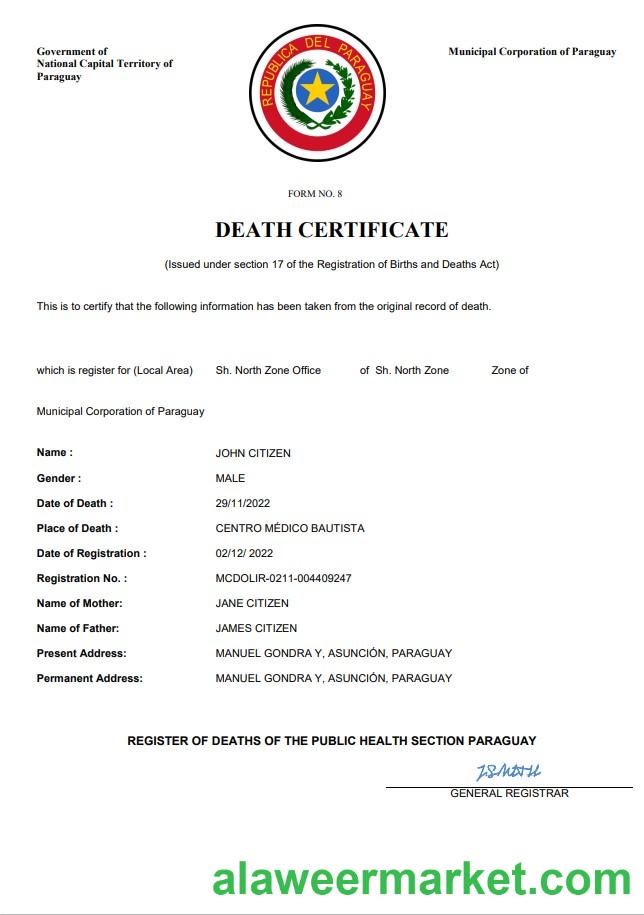 Government of
National Capital Territory of
Paraguay
Municipal Corporation of Paraguay
REPUBLICA DEL PARAGUAY
FORM NO. 8
DEATH CERTIFICATE
(Issued under section 17 of the Registration of Births and Deaths Act)
This is to certify that the following information has been taken from the original record of death.
which is register for (Local Area) Sh. North Zone Office of Sh. North Zone Zone of
Municipal Corporation of Paraguay
Name : JOHN CITIZEN
Gender : MALE
Date of Death : 29/11/2022
Place of Death : CENTRO MÉDICO BAUTISTA
Date of Registration : 02/12/ 2022
Registration No. : MCDOLIR-0211-004409247
Name of Mother: JANE CITIZEN
Name of Father: JAMES CITIZEN
Present Address: MANUEL GONDRA Y, ASUNCIÓN, PARAGUAY
Permanent Address: MANUEL GONDRA Y, ASUNCIÓN, PARAGUAY
REGISTER OF DEATHS OF THE PUBLIC HEALTH SECTION PARAGUAY
GENERAL REGISTRAR
alaweermarket.com